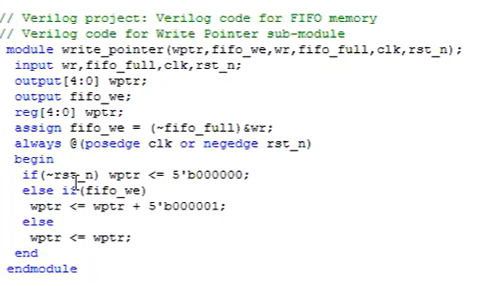 // Verilog project: Verilog code for FIFO memory
// Verilog code for Write Pointer sub-module
module write_pointer(wptr,fifo_we,wr,fifo_full,clk,rst_n);
input wr,fifo_full,clk,rst_n;
output[4:0] wptr;
output fifo_we;
reg[4:0] wptr;
assign fifo_we = (~fifo_full)&wr;
always @(posedge clk or negedge rst_n)
begin
if(~rst_n) wptr <= 5'b000000;
else if(fifo_we)
wptr <= wptr + 5'b000001;
else
wptr <= wptr;
end
endmodule